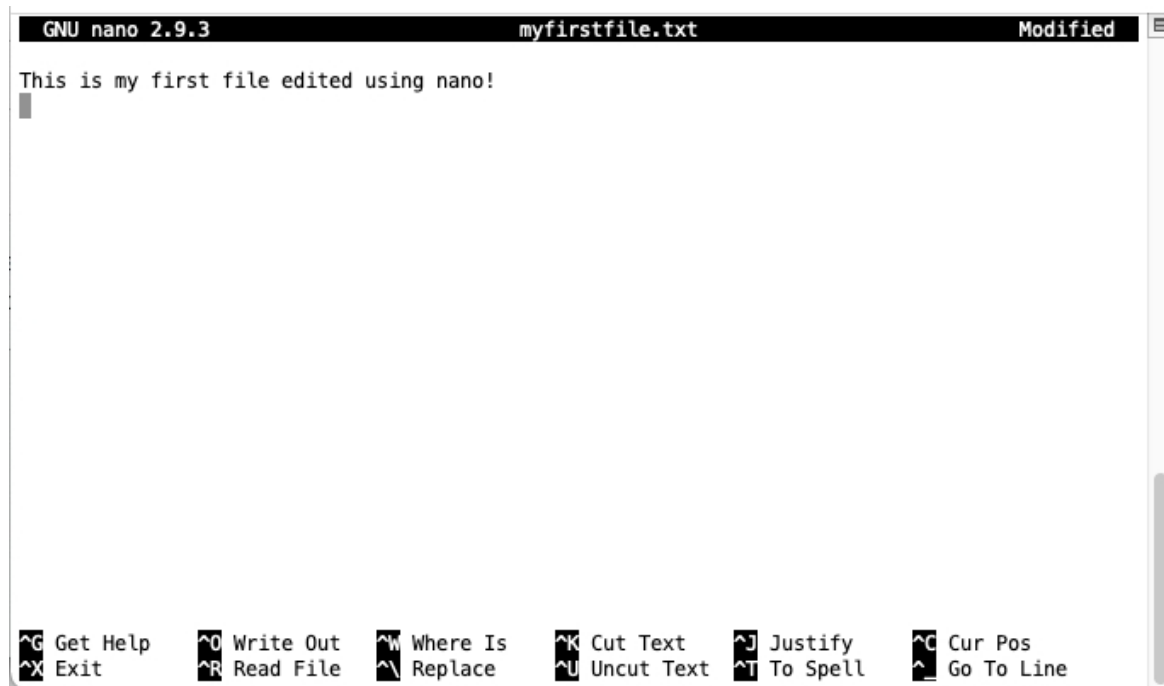 GNU nano 2.9.3 myfirstfile.txt Modified
This is my first file edited using nano!
^G Get Help ^O Write Out ^W Where Is ^K Cut Text ^J Justify ^C Cur Pos
^X Exit ^R Read File ^\ Replace ^U Uncut Text ^T To Spell ^_ Go To Line